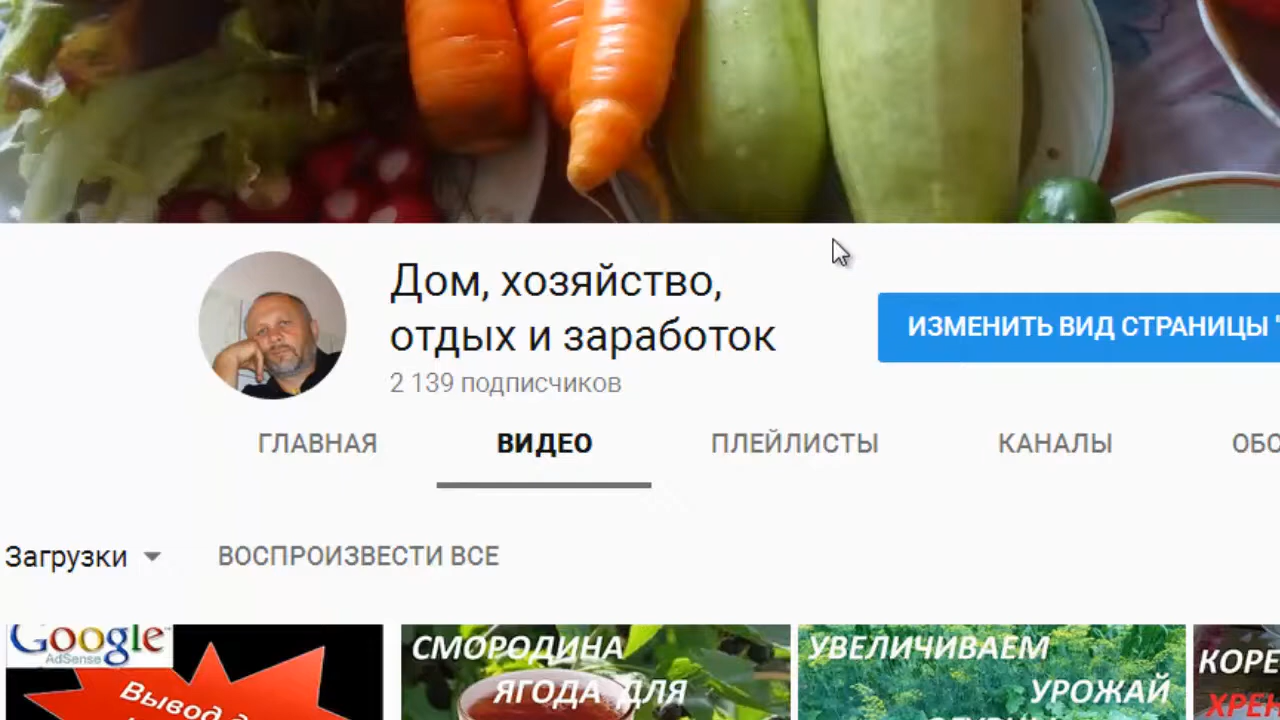 Дом, хозяйство,
отдых и заработок
2 139 подписчиков
ИЗМЕНИТЬ ВИД СТРАНИЦЫ
ГЛАВНАЯ
ВИДЕО
ПЛЕЙЛИСТЫ
КАНАЛЫ
Загрузки
ВОСПРОИЗВЕСТИ ВСЕ
Google
AdSense
Вывод
СМОРОДИНА
ЯГОДА ДЛЯ
УВЕЛИЧИВАЕМ
УРОЖАЙ